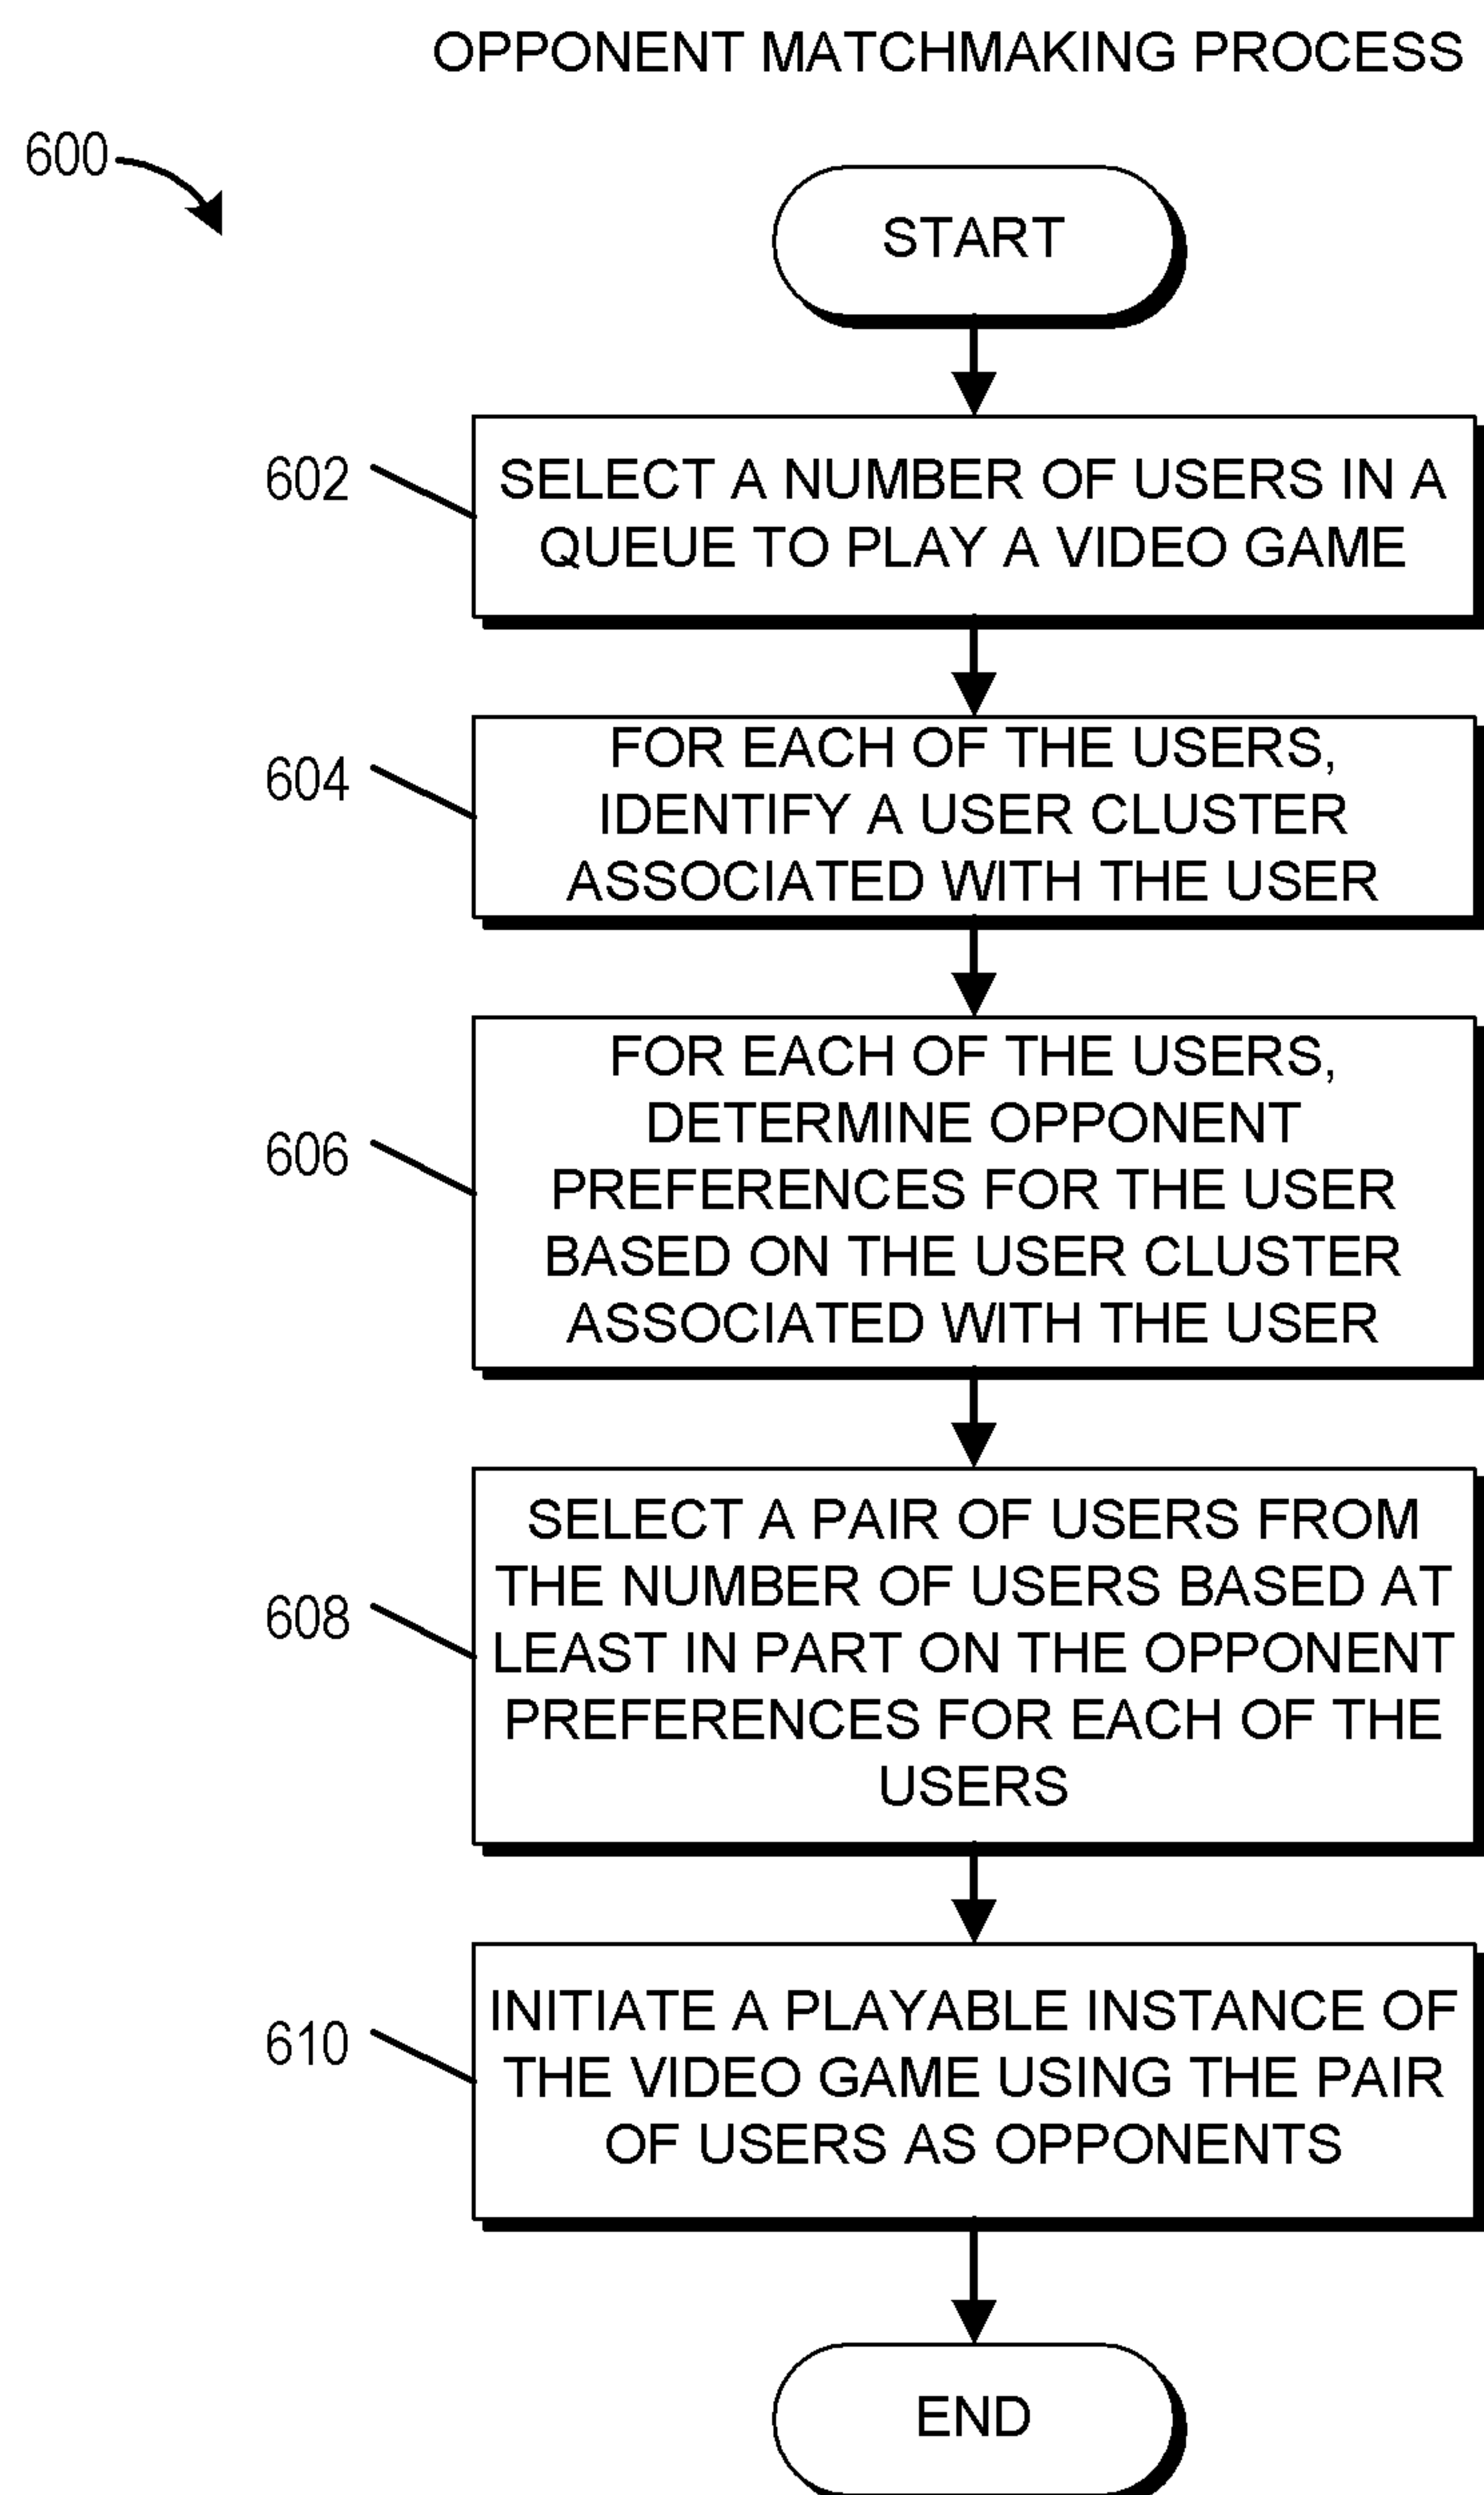 OPPONENT MATCHMAKING PROCESS
600
START
602
SELECT A NUMBER OF USERS IN A
QUEUE TO PLAY A VIDEO GAME
604
FOR EACH OF THE USERS,
IDENTIFY A USER CLUSTER
ASSOCIATED WITH THE USER
606
FOR EACH OF THE USERS,
DETERMINE OPPONENT
PREFERENCES FOR THE USER
BASED ON THE USER CLUSTER
ASSOCIATED WITH THE USER
608
SELECT A PAIR OF USERS FROM
THE NUMBER OF USERS BASED AT
LEAST IN PART ON THE OPPONENT
PREFERENCES FOR EACH OF THE
USERS
610
INITIATE A PLAYABLE INSTANCE OF
THE VIDEO GAME USING THE PAIR
OF USERS AS OPPONENTS
END